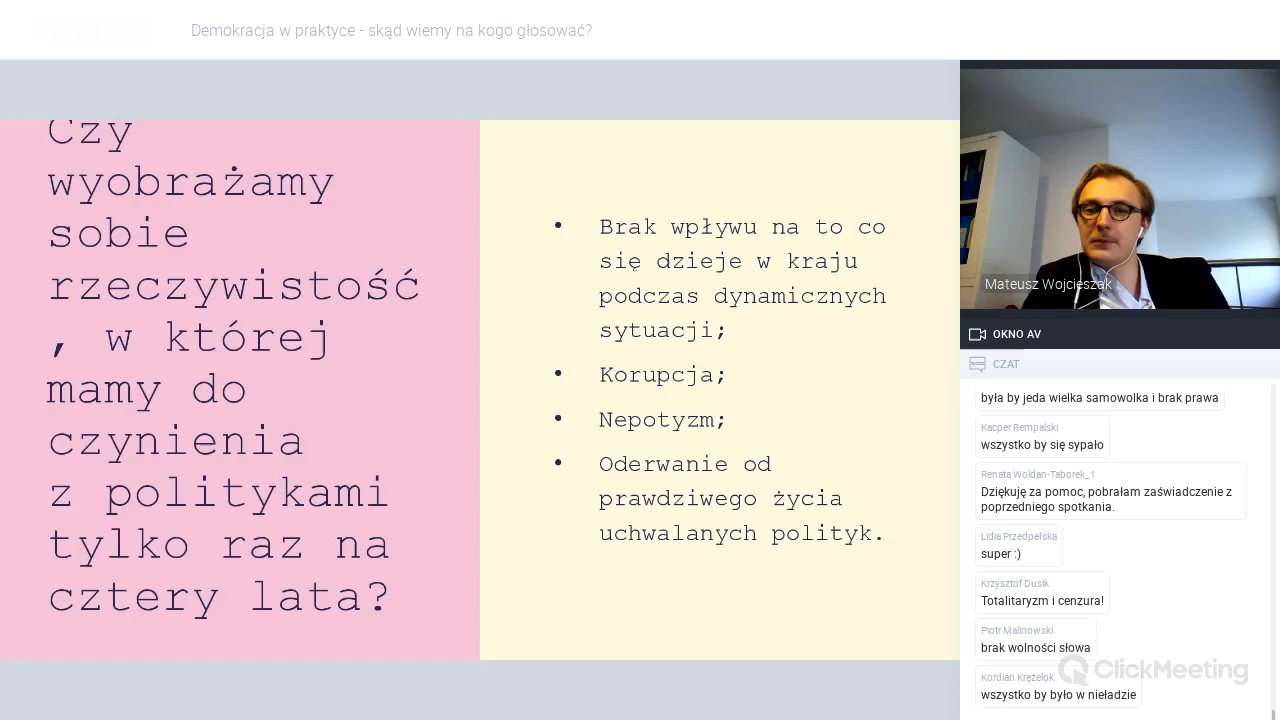 Demokracja w praktyce - skąd wiemy na kogo głosować?
Czy
wyobrażamy
sobie
rzeczywistość
, w której
mamy do
czynienia
z politykami
tylko raz na
cztery lata?
• Brak wpływu na to co
się dzieje w kraju
podczas dynamicznych
sytuacji;
• Korupcja;
• Nepotyzm;
• Oderwanie od
prawdziwego życia
uchwalanych polityk.
Mateusz Wojcieszak
OKNO AV
CZAT
była by jeda wielka samowolka i brak prawa
Kacper Rempalski
wszystko by się sypało
Renata Woldan-Taborek_1
Dziękuję za pomoc, pobrałam zaświadczenie z
poprzedniego spotkania.
Lidia Przedpełska
super :)
Krzysztof Dusik
Totalitaryzm i cenzura!
Piotr Malinowski
brak wolności słowa
Kordian Krężelok
wszystko by było w nieładzie
ClickMeeting